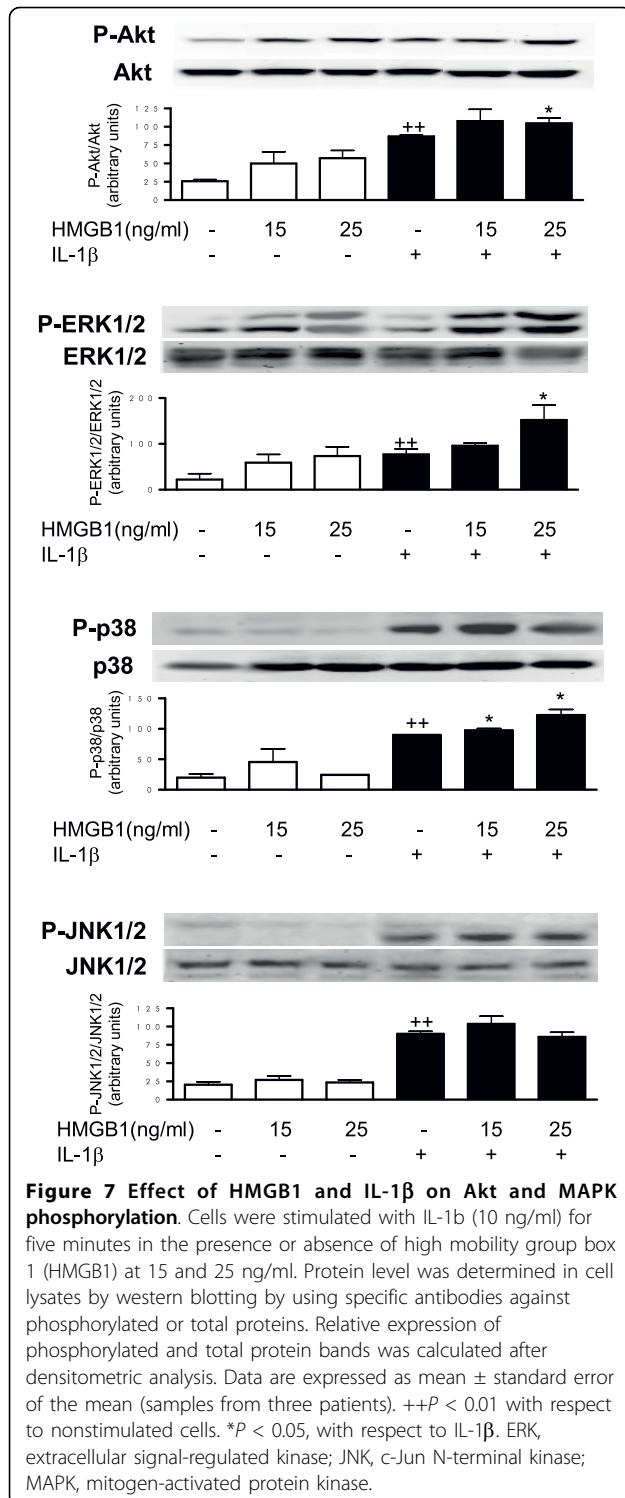 P-Akt
Akt
P-Akt/Akt
(arbitrary units)
125
100
75
50
25
0
++
*
HMGB1(ng/ml) - 15 25 - 15 25
IL-1β - - - + + +
P-ERK1/2
ERK1/2
P-ERK1/2/ERK1/2
(arbitrary units)
200
100
0
++
*
HMGB1(ng/ml) - 15 25 - 15 25
IL-1β - - - + + +
P-p38
p38
P-p38/p38
(arbitrary units)
150
100
50
0
++
*
*
HMGB1(ng/ml) - 15 25 - 15 25
IL-1β - - - + + +
P-JNK1/2
JNK1/2
P-JNK1/2/JNK1/2
(arbitrary units)
125
100
75
50
25
0
++
HMGB1(ng/ml) - 15 25 - 15 25
IL-1β - - - + + +
Figure 7 Effect of HMGB1 and IL-1β on Akt and MAPK
phosphorylation. Cells were stimulated with IL-1b (10 ng/ml) for
five minutes in the presence or absence of high mobility group box
1 (HMGB1) at 15 and 25 ng/ml. Protein level was determined in cell
lysates by western blotting by using specific antibodies against
phosphorylated or total proteins. Relative expression of
phosphorylated and total protein bands was calculated after
densitometric analysis. Data are expressed as mean ± standard error
of the mean (samples from three patients). ++P < 0.01 with respect
to nonstimulated cells. *P < 0.05, with respect to IL-1β. ERK,
extracellular signal-regulated kinase; JNK, c-Jun N-terminal kinase;
MAPK, mitogen-activated protein kinase.